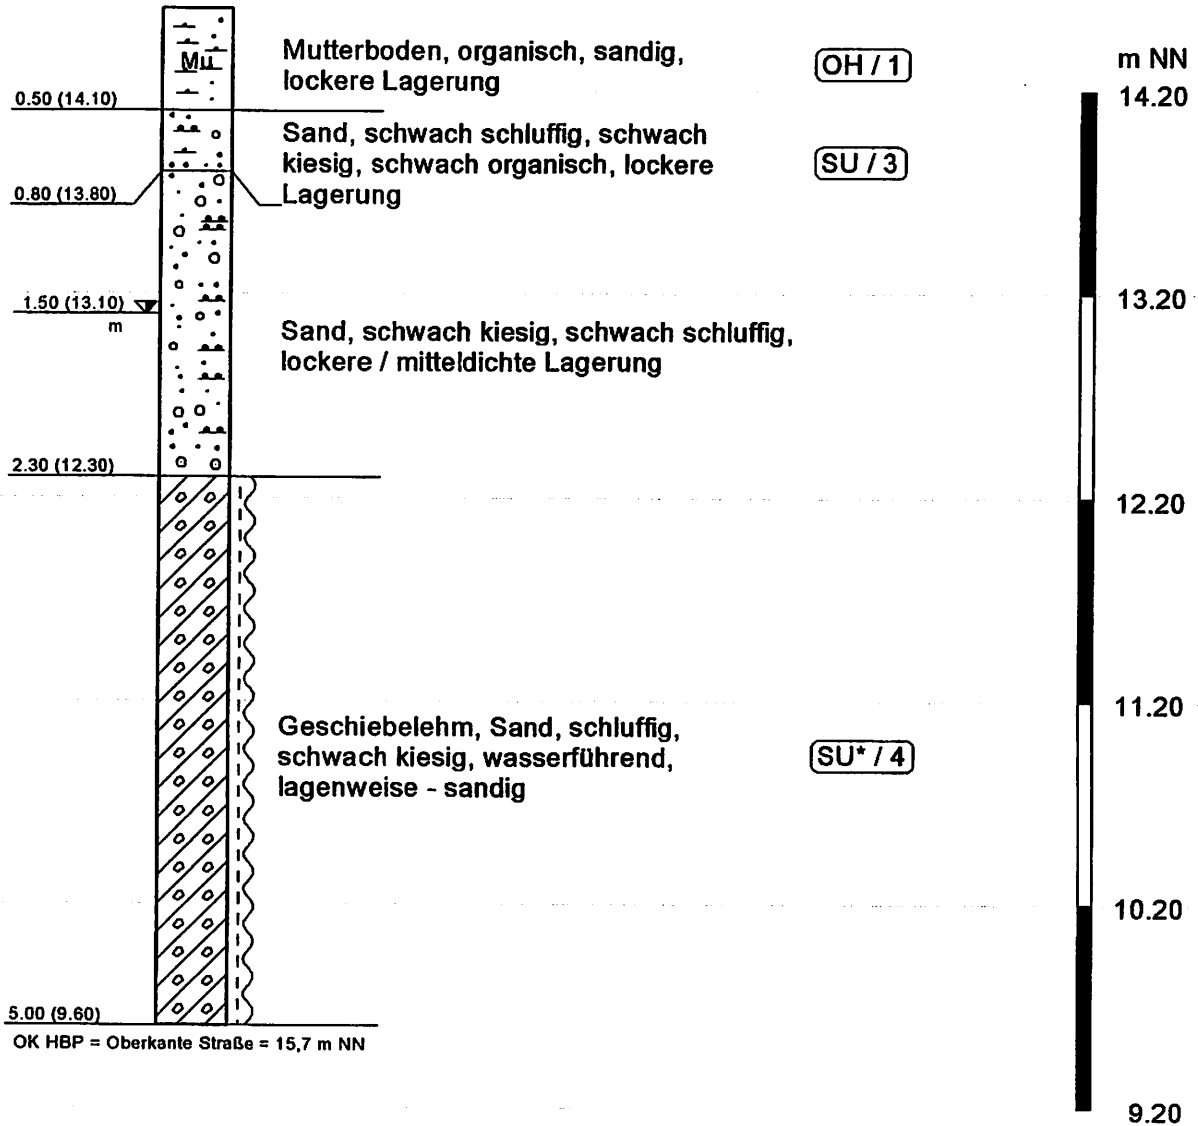 Mu
Mutterboden, organisch, sandig,
lockere Lagerung
OH / 1
m NN
14.20
0.50 (14.10)
Sand, schwach schluffig, schwach
kiesig, schwach organisch, lockere
Lagerung
SU / 3
0.80 (13.80)
1.50 (13.10)
m
13.20
Sand, schwach kiesig, schwach schluffig,
lockere / mitteldichte Lagerung
2.30 (12.30)
12.20
11.20
Geschiebelehm, Sand, schluffig,
schwach kiesig, wasserführend,
lagenweise - sandig
SU* / 4
10.20
5.00 (9.60)
OK HBP = Oberkante Straße = 15,7 m NN
9.20